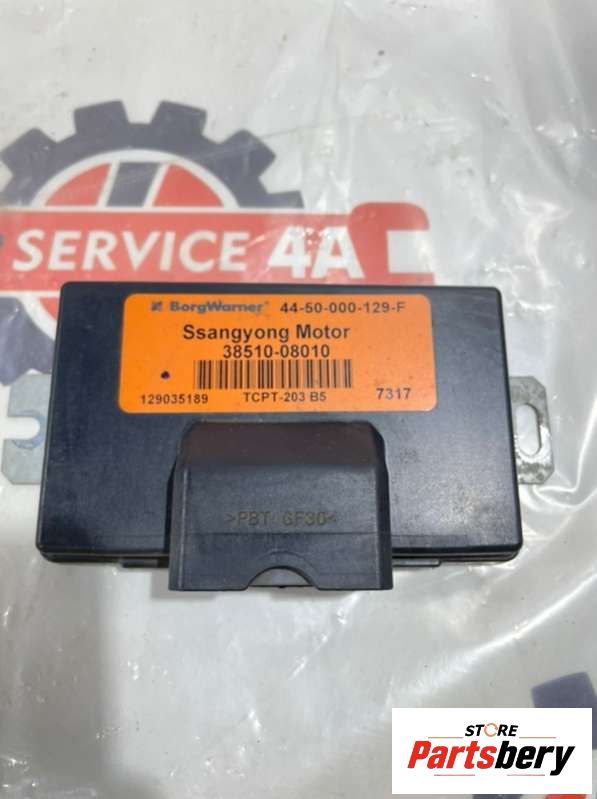 SERVICE 4A
BorgWarner 44-50-000-129-F
Ssangyong Motor
38510-08010
129035189 TCPT-203 B5 7317
>PBT GF30<
STORE
Partsbery